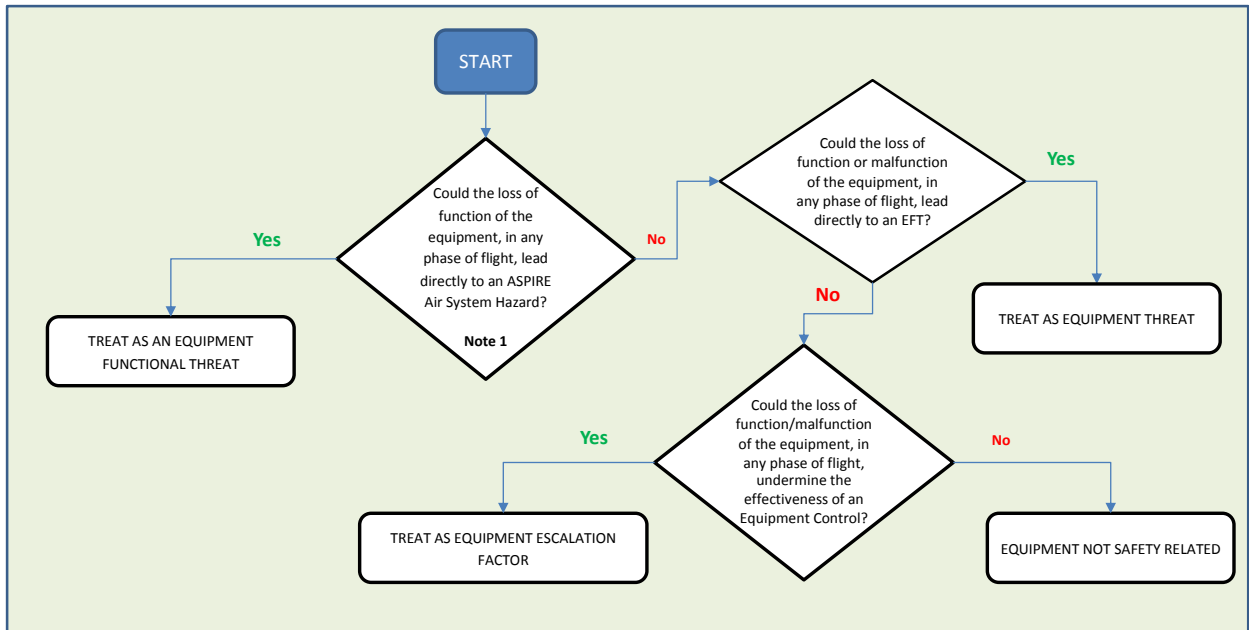 START
Could the loss of
function of the
equipment, in any
phase of flight, lead
directly to an ASPIRE
Air System Hazard?
Note 1
Yes
No
TREAT AS AN EQUIPMENT
FUNCTIONAL THREAT
Could the loss of
function or malfunction
of the equipment, in
any phase of flight, lead
directly to an EFT?
Yes
No
TREAT AS EQUIPMENT THREAT
Could the loss of
function/malfunction
of the equipment, in
any phase of flight,
undermine the
effectiveness of an
Equipment Control?
Yes
No
TREAT AS EQUIPMENT ESCALATION
FACTOR
EQUIPMENT NOT SAFETY RELATED